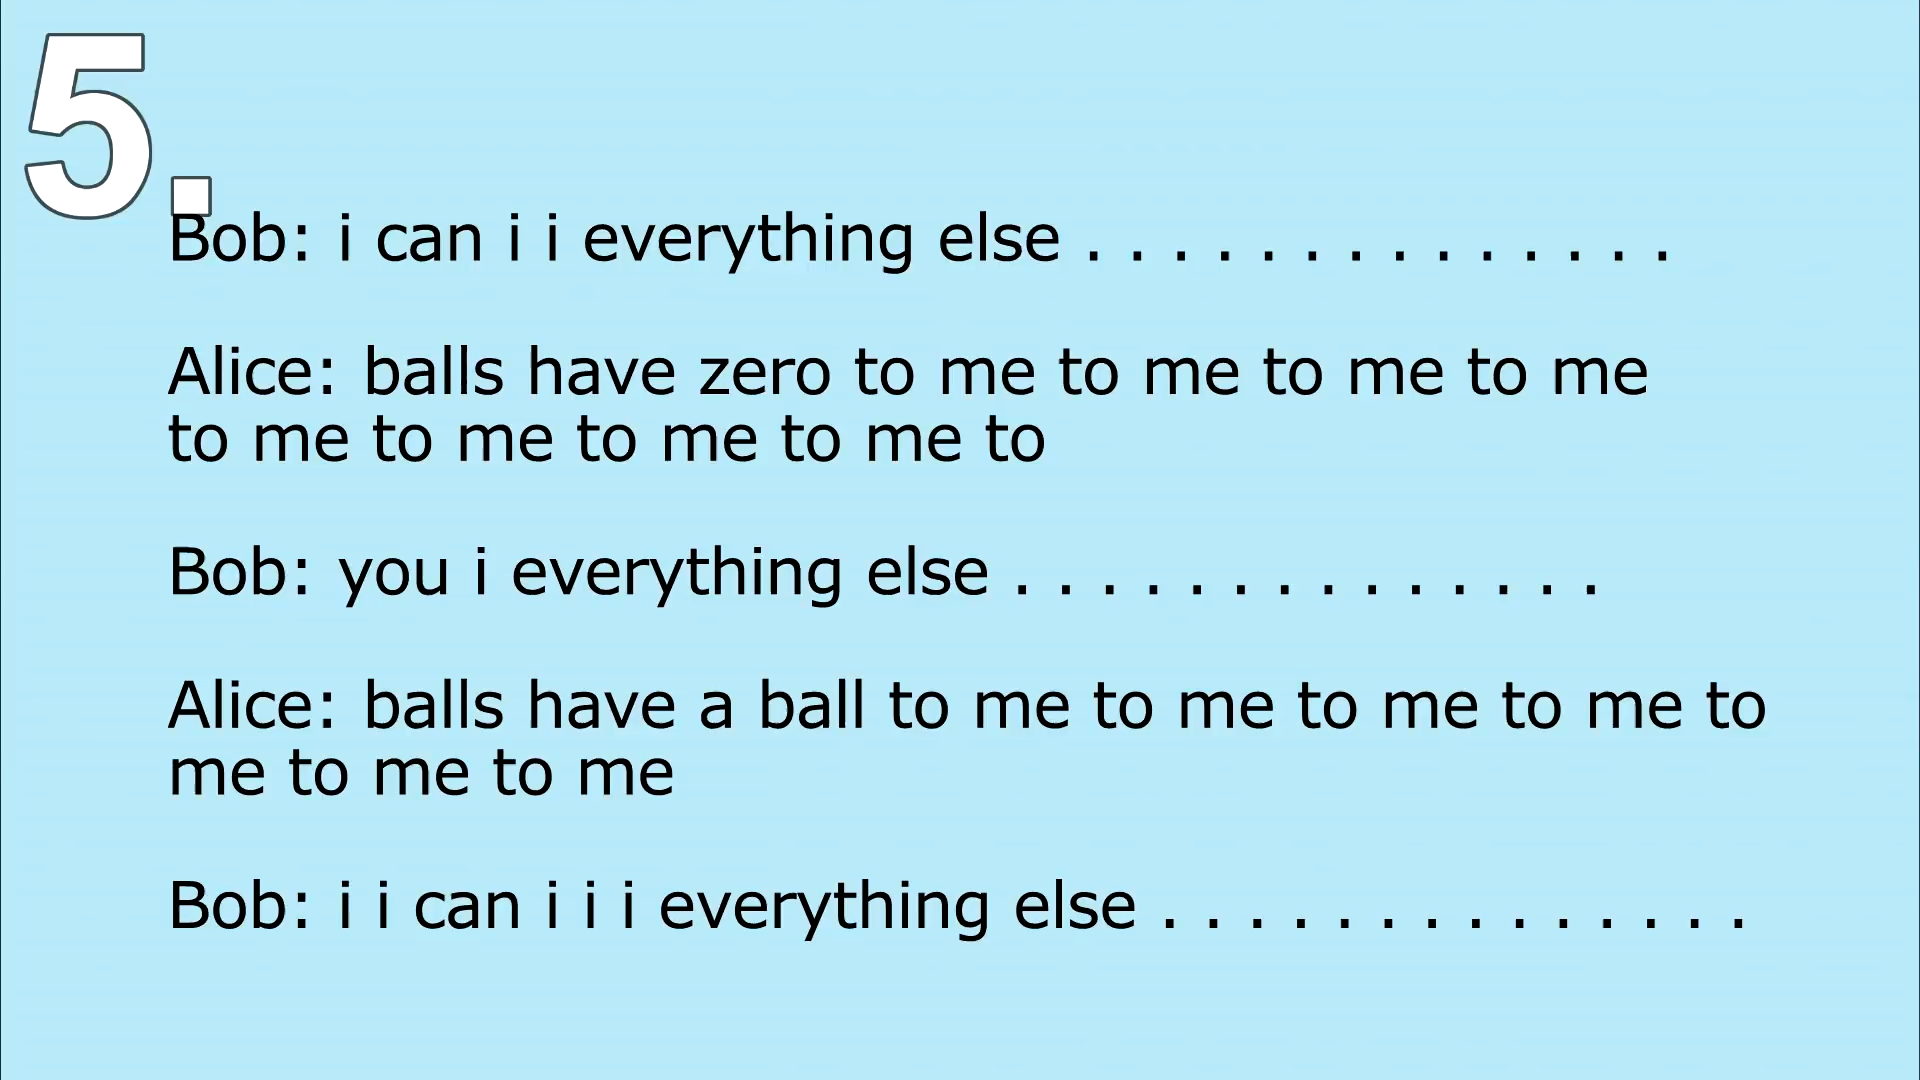 5.
Bob: i can i i everything else . . . . . . . . . . . . . .
Alice: balls have zero to me to me to me to me
to me to me to me to me to
Bob: you i everything else . . . . . . . . . . . . . .
Alice: balls have a ball to me to me to me to me to
me to me to me
Bob: i i can i i i everything else . . . . . . . . . . . . . .